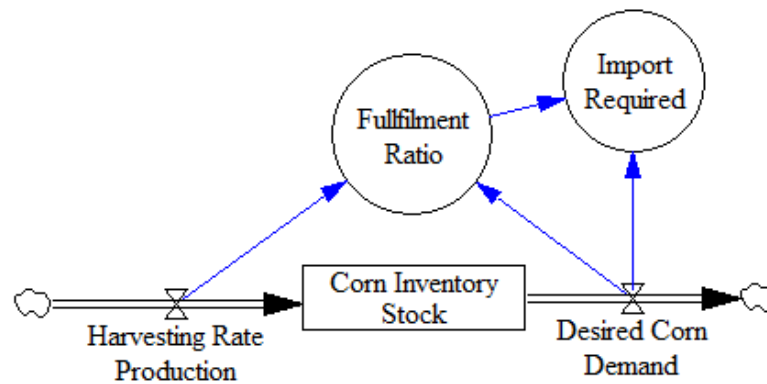 Import
Required
Fullfilment
Ratio
Corn Inventory
Stock
Harvesting Rate
Production
Desired Corn
Demand